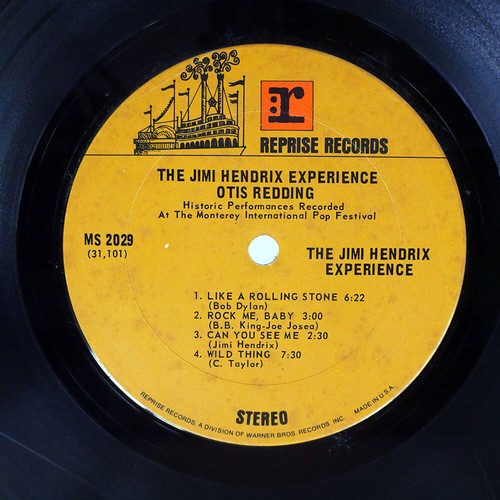 r
REPRISE RECORDS
THE JIMI HENDRIX EXPERIENCE
OTIS REDDING
Historic Performances Recorded
At The Monterey International Pop Festival
MS 2029
(31,101)
THE JIMI HENDRIX
EXPERIENCE
1. LIKE A ROLLING STONE 6:22
(Bob Dylan)
2. ROCK ME, BABY 3:00
(B.B. King-Joe Josea)
3. CAN YOU SEE ME 2:30
(Jimi Hendrix)
4. WILD THING 7:30
(C. Taylor)
STEREO
REPRISE RECORDS, A DIVISION OF WARNER BROS. RECORDS INC. MADE IN U.S.A.